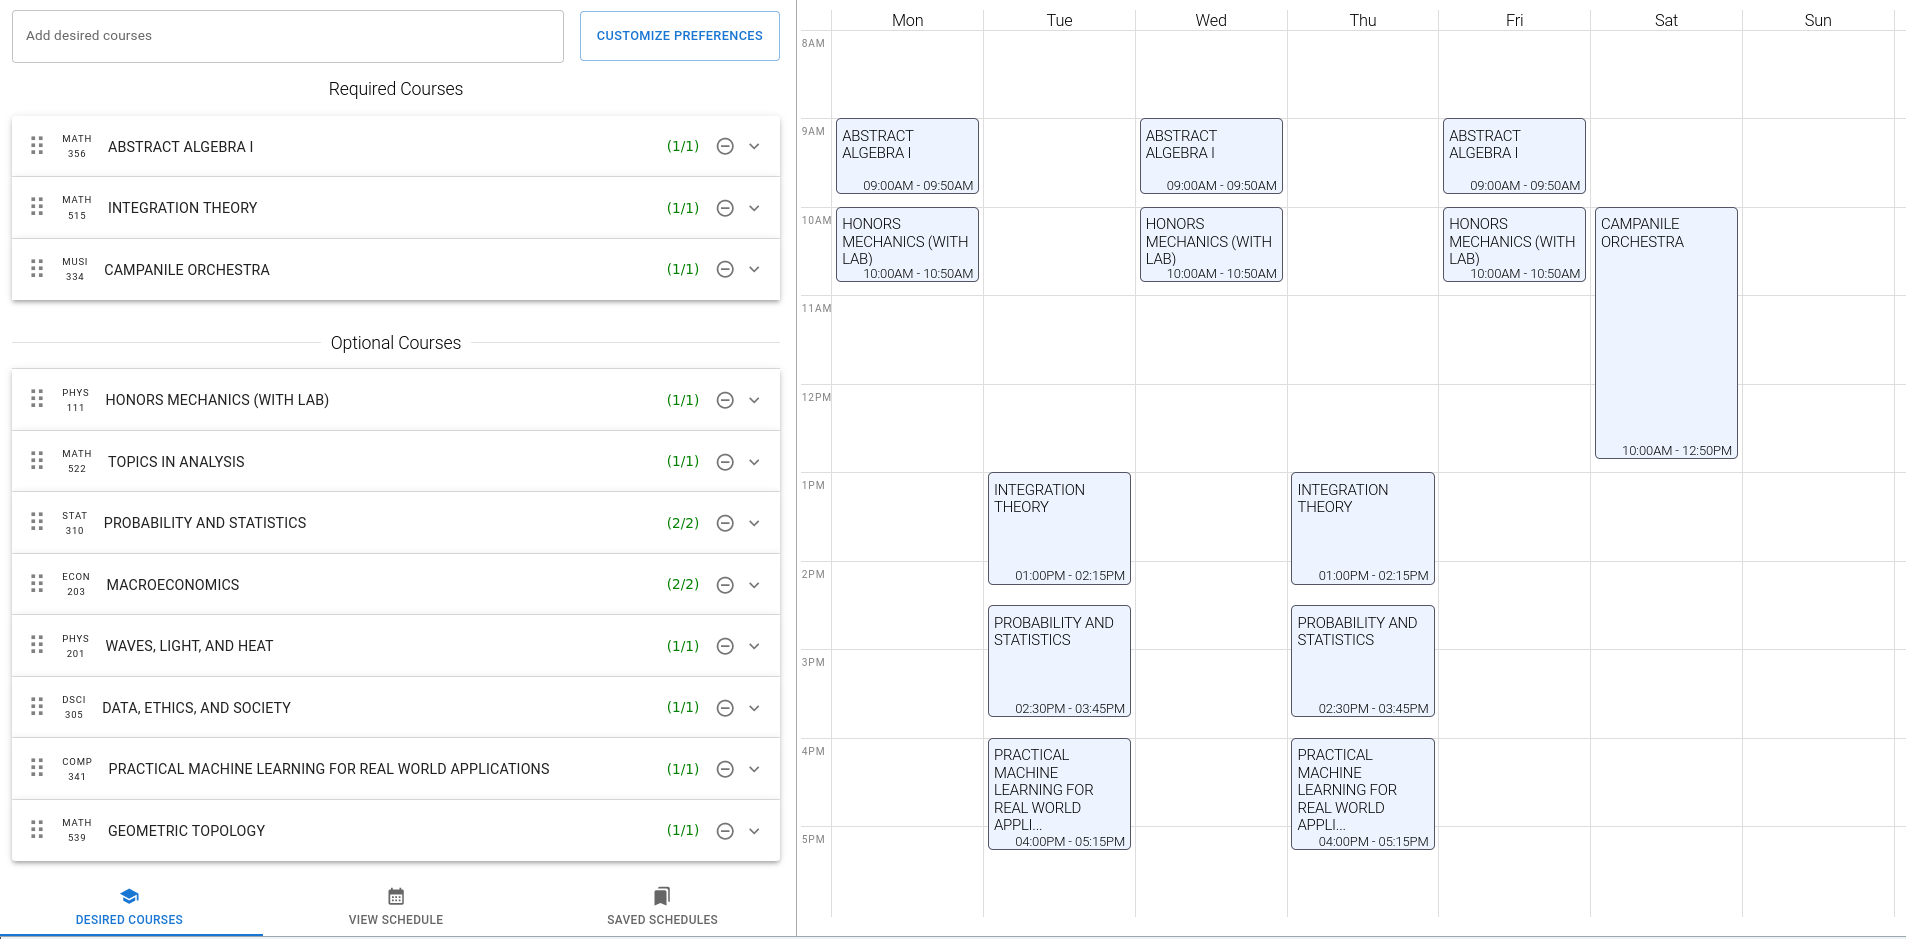 Add desired courses
CUSTOMIZE PREFERENCES
Required Courses
MATH
356
ABSTRACT ALGEBRA I
(1/1)
MATH
515
INTEGRATION THEORY
(1/1)
MUSI
334
CAMPANILE ORCHESTRA
(1/1)
Optional Courses
PHYS
111
HONORS MECHANICS (WITH LAB)
(1/1)
MATH
522
TOPICS IN ANALYSIS
(1/1)
STAT
310
PROBABILITY AND STATISTICS
(2/2)
ECON
203
MACROECONOMICS
(2/2)
PHYS
201
WAVES, LIGHT, AND HEAT
(1/1)
DSCI
305
DATA, ETHICS, AND SOCIETY
(1/1)
COMP
341
PRACTICAL MACHINE LEARNING FOR REAL WORLD APPLICATIONS
(1/1)
MATH
539
GEOMETRIC TOPOLOGY
(1/1)
DESIRED COURSES
VIEW SCHEDULE
SAVED SCHEDULES
Mon
Tue
Wed
Thu
Fri
Sat
Sun
8AM
9AM
10AM
11AM
12PM
1PM
2PM
3PM
4PM
5PM
ABSTRACT
ALGEBRA I
09:00AM - 09:50AM
HONORS
MECHANICS (WITH
LAB)
10:00AM - 10:50AM
INTEGRATION
THEORY
01:00PM - 02:15PM
PROBABILITY AND
STATISTICS
02:30PM - 03:45PM
PRACTICAL
MACHINE
LEARNING FOR
REAL WORLD
APPLI...
04:00PM - 05:15PM
ABSTRACT
ALGEBRA I
09:00AM - 09:50AM
HONORS
MECHANICS (WITH
LAB)
10:00AM - 10:50AM
INTEGRATION
THEORY
01:00PM - 02:15PM
PROBABILITY AND
STATISTICS
02:30PM - 03:45PM
PRACTICAL
MACHINE
LEARNING FOR
REAL WORLD
APPLI...
04:00PM - 05:15PM
ABSTRACT
ALGEBRA I
09:00AM - 09:50AM
HONORS
MECHANICS (WITH
LAB)
10:00AM - 10:50AM
CAMPANILE
ORCHESTRA
10:00AM - 12:50PM